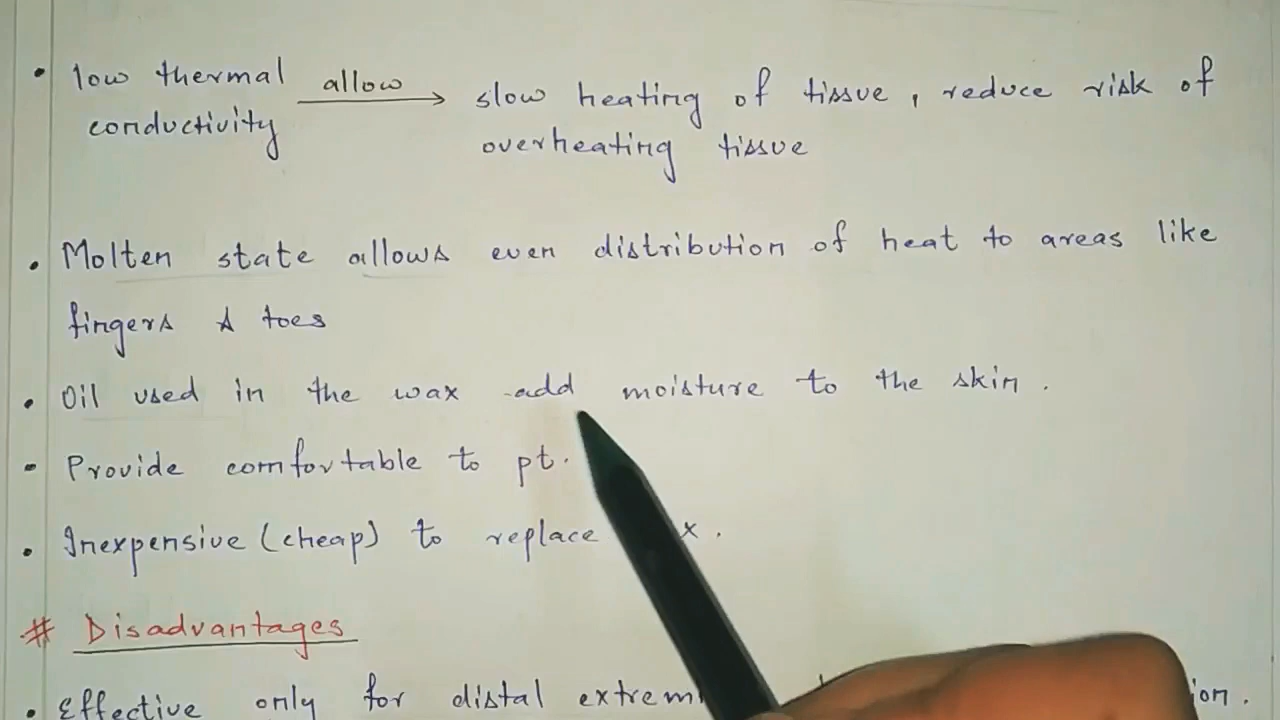 • low thermal allow → slow heating of tissue, reduce risk of
conductivity overheating tissue
• Molten state allows even distribution of heat to areas like
fingers & toes
• Oil used in the wax add moisture to the skin.
- Provide comfortable to pt.
• Inexpensive (cheap) to replace
# Disadvantages
• Effective only for distal